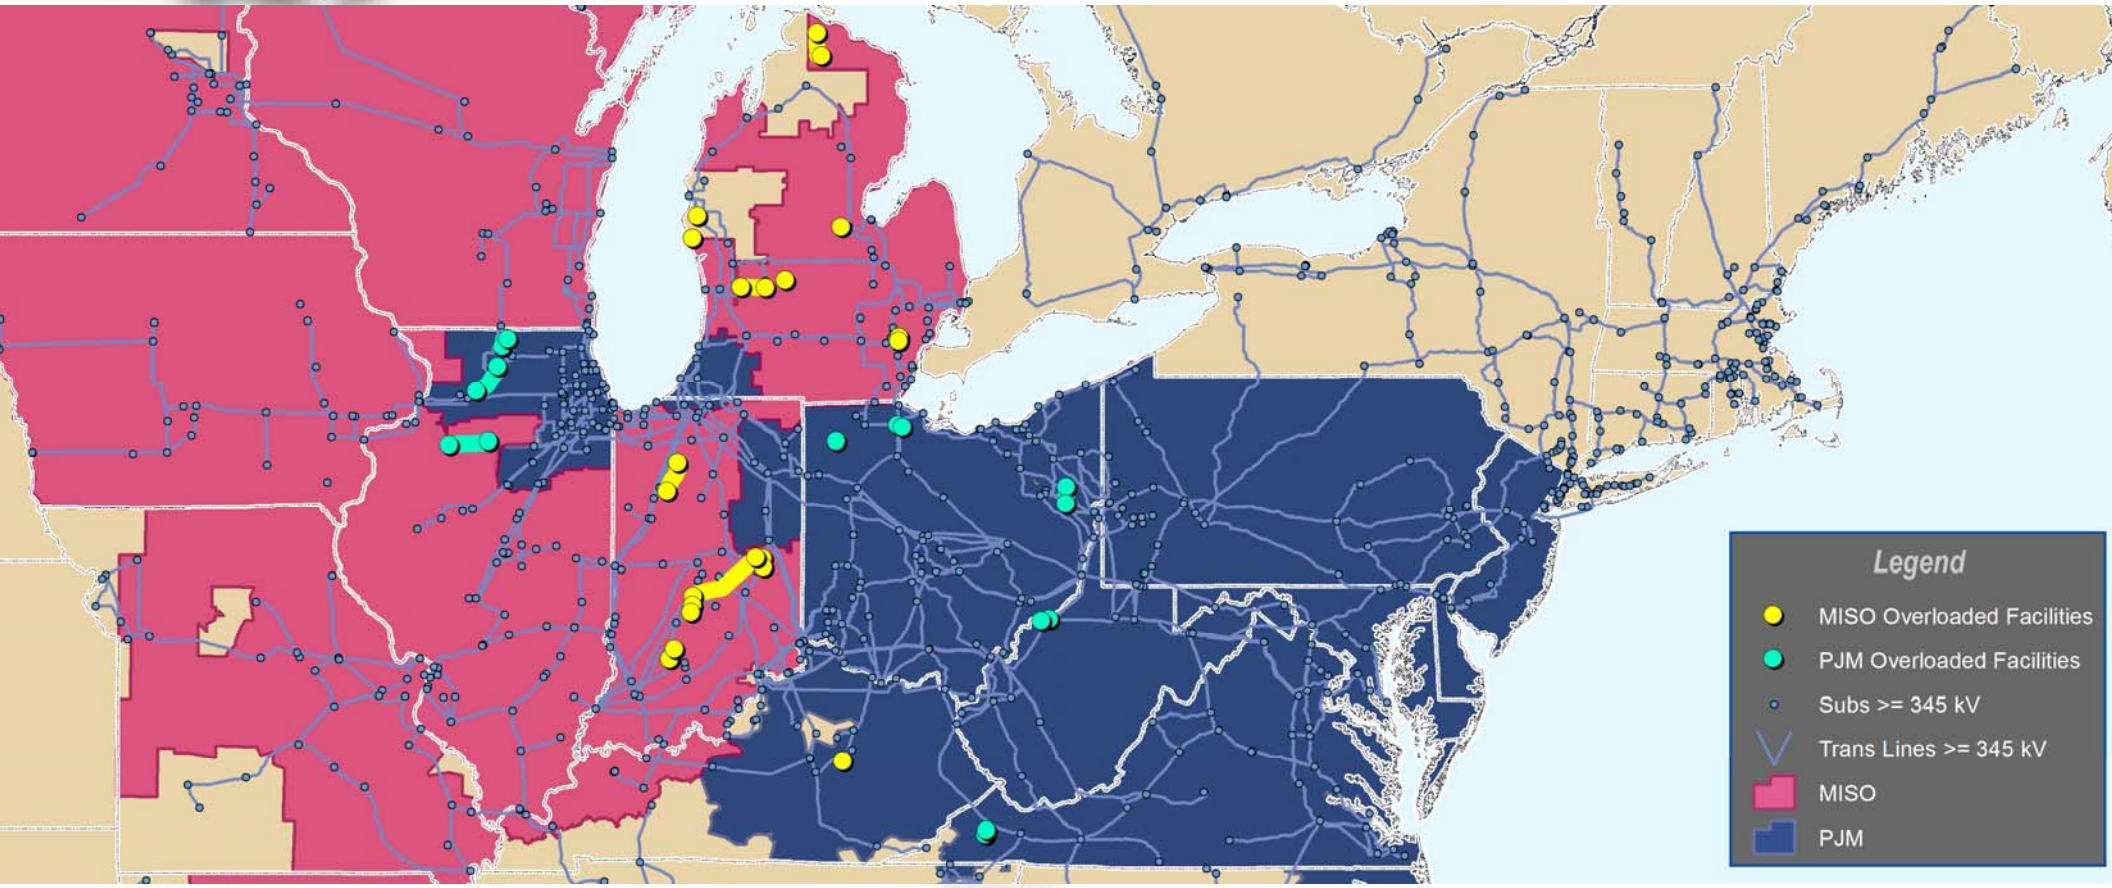 Legend
MISO Overloaded Facilities
PJM Overloaded Facilities
Subs >= 345 kV
Trans Lines >= 345 kV
MISO
PJM